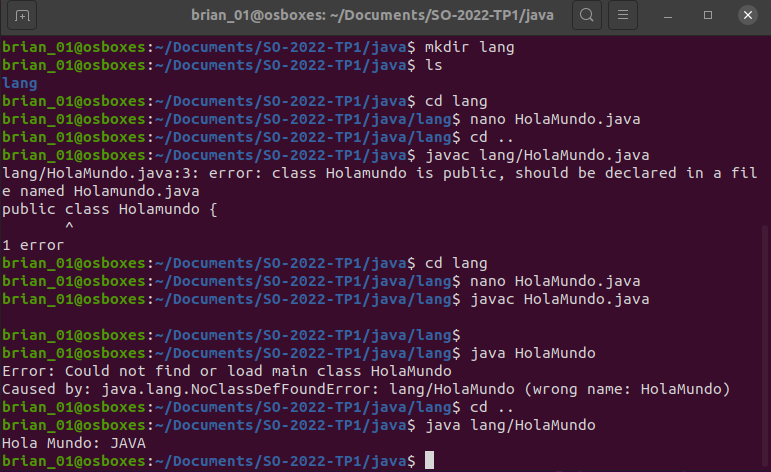 brian_01@osboxes: ~/Documents/SO-2022-TP1/java
brian_01@osboxes:~/Documents/SO-2022-TP1/java$ mkdir lang
brian_01@osboxes:~/Documents/SO-2022-TP1/java$ ls
lang
brian_01@osboxes:~/Documents/SO-2022-TP1/java$ cd lang
brian_01@osboxes:~/Documents/SO-2022-TP1/java/lang$ nano HolaMundo.java
brian_01@osboxes:~/Documents/SO-2022-TP1/java/lang$ cd ..
brian_01@osboxes:~/Documents/SO-2022-TP1/java$ javac lang/HolaMundo.java
lang/HolaMundo.java:3: error: class Holamundo is public, should be declared in a fil
e named Holamundo.java
public class Holamundo {
       ^
1 error
brian_01@osboxes:~/Documents/SO-2022-TP1/java$ cd lang
brian_01@osboxes:~/Documents/SO-2022-TP1/java/lang$ nano HolaMundo.java
brian_01@osboxes:~/Documents/SO-2022-TP1/java/lang$ javac HolaMundo.java
brian_01@osboxes:~/Documents/SO-2022-TP1/java/lang$
brian_01@osboxes:~/Documents/SO-2022-TP1/java/lang$ java HolaMundo
Error: Could not find or load main class HolaMundo
Caused by: java.lang.NoClassDefFoundError: lang/HolaMundo (wrong name: HolaMundo)
brian_01@osboxes:~/Documents/SO-2022-TP1/java/lang$ cd ..
brian_01@osboxes:~/Documents/SO-2022-TP1/java$ java lang/HolaMundo
Hola Mundo: JAVA
brian_01@osboxes:~/Documents/SO-2022-TP1/java$